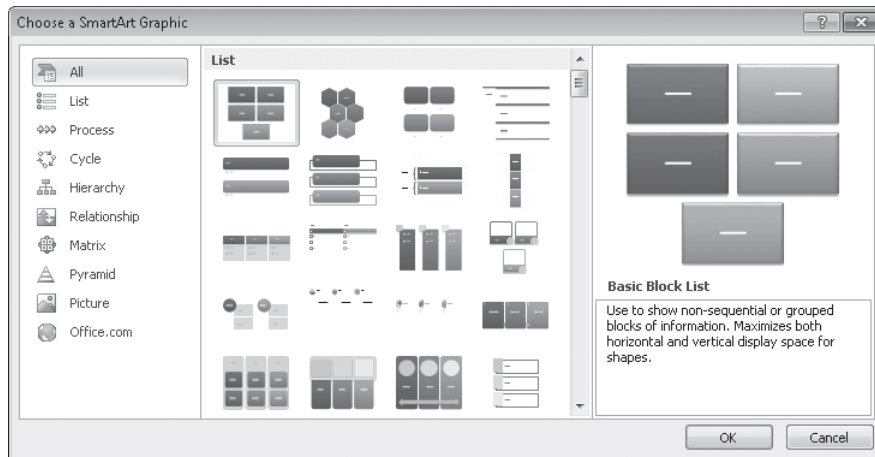 Choose a SmartArt Graphic
All
List
Process
Cycle
Hierarchy
Relationship
Matrix
Pyramid
Picture
Office.com
List
Basic Block List
Use to show non-sequential or grouped
blocks of information. Maximizes both
horizontal and vertical display space for
shapes.
OK
Cancel